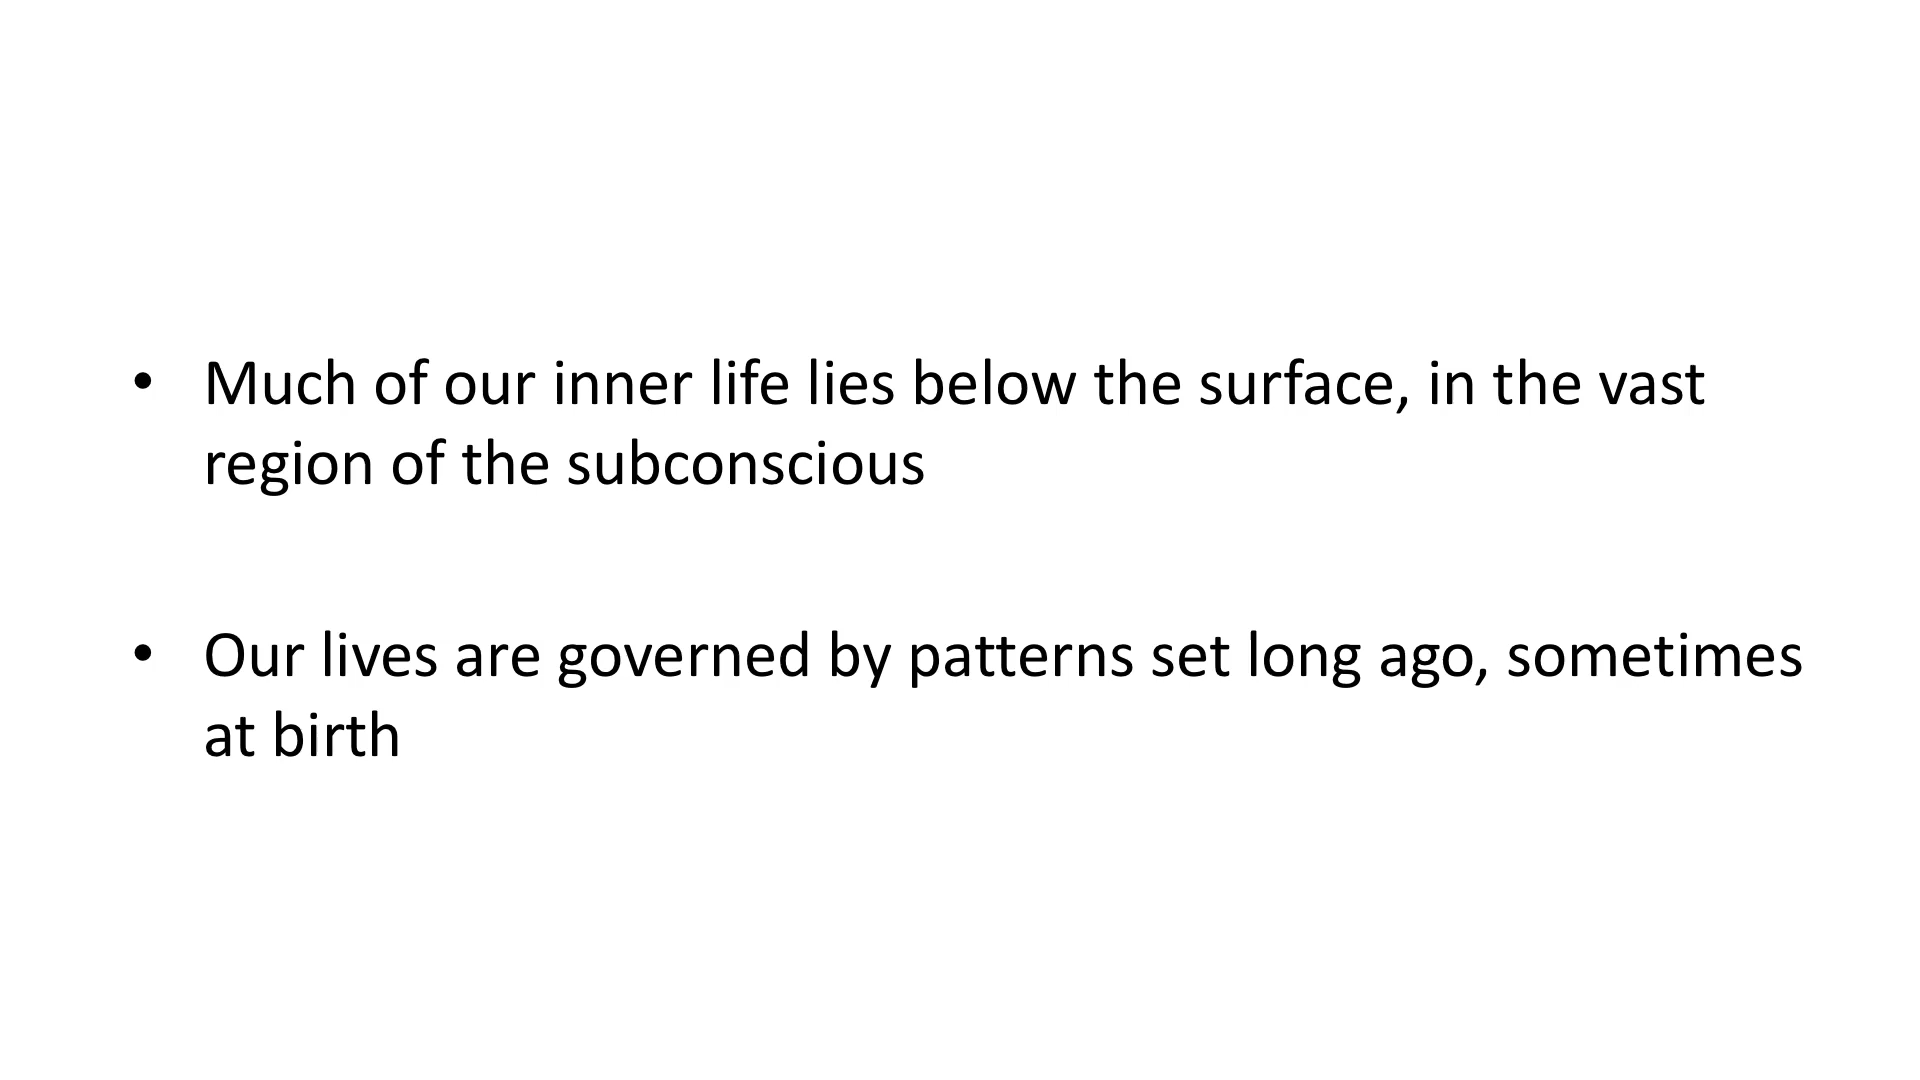 • Much of our inner life lies below the surface, in the vast
region of the subconscious
• Our lives are governed by patterns set long ago, sometimes
at birth